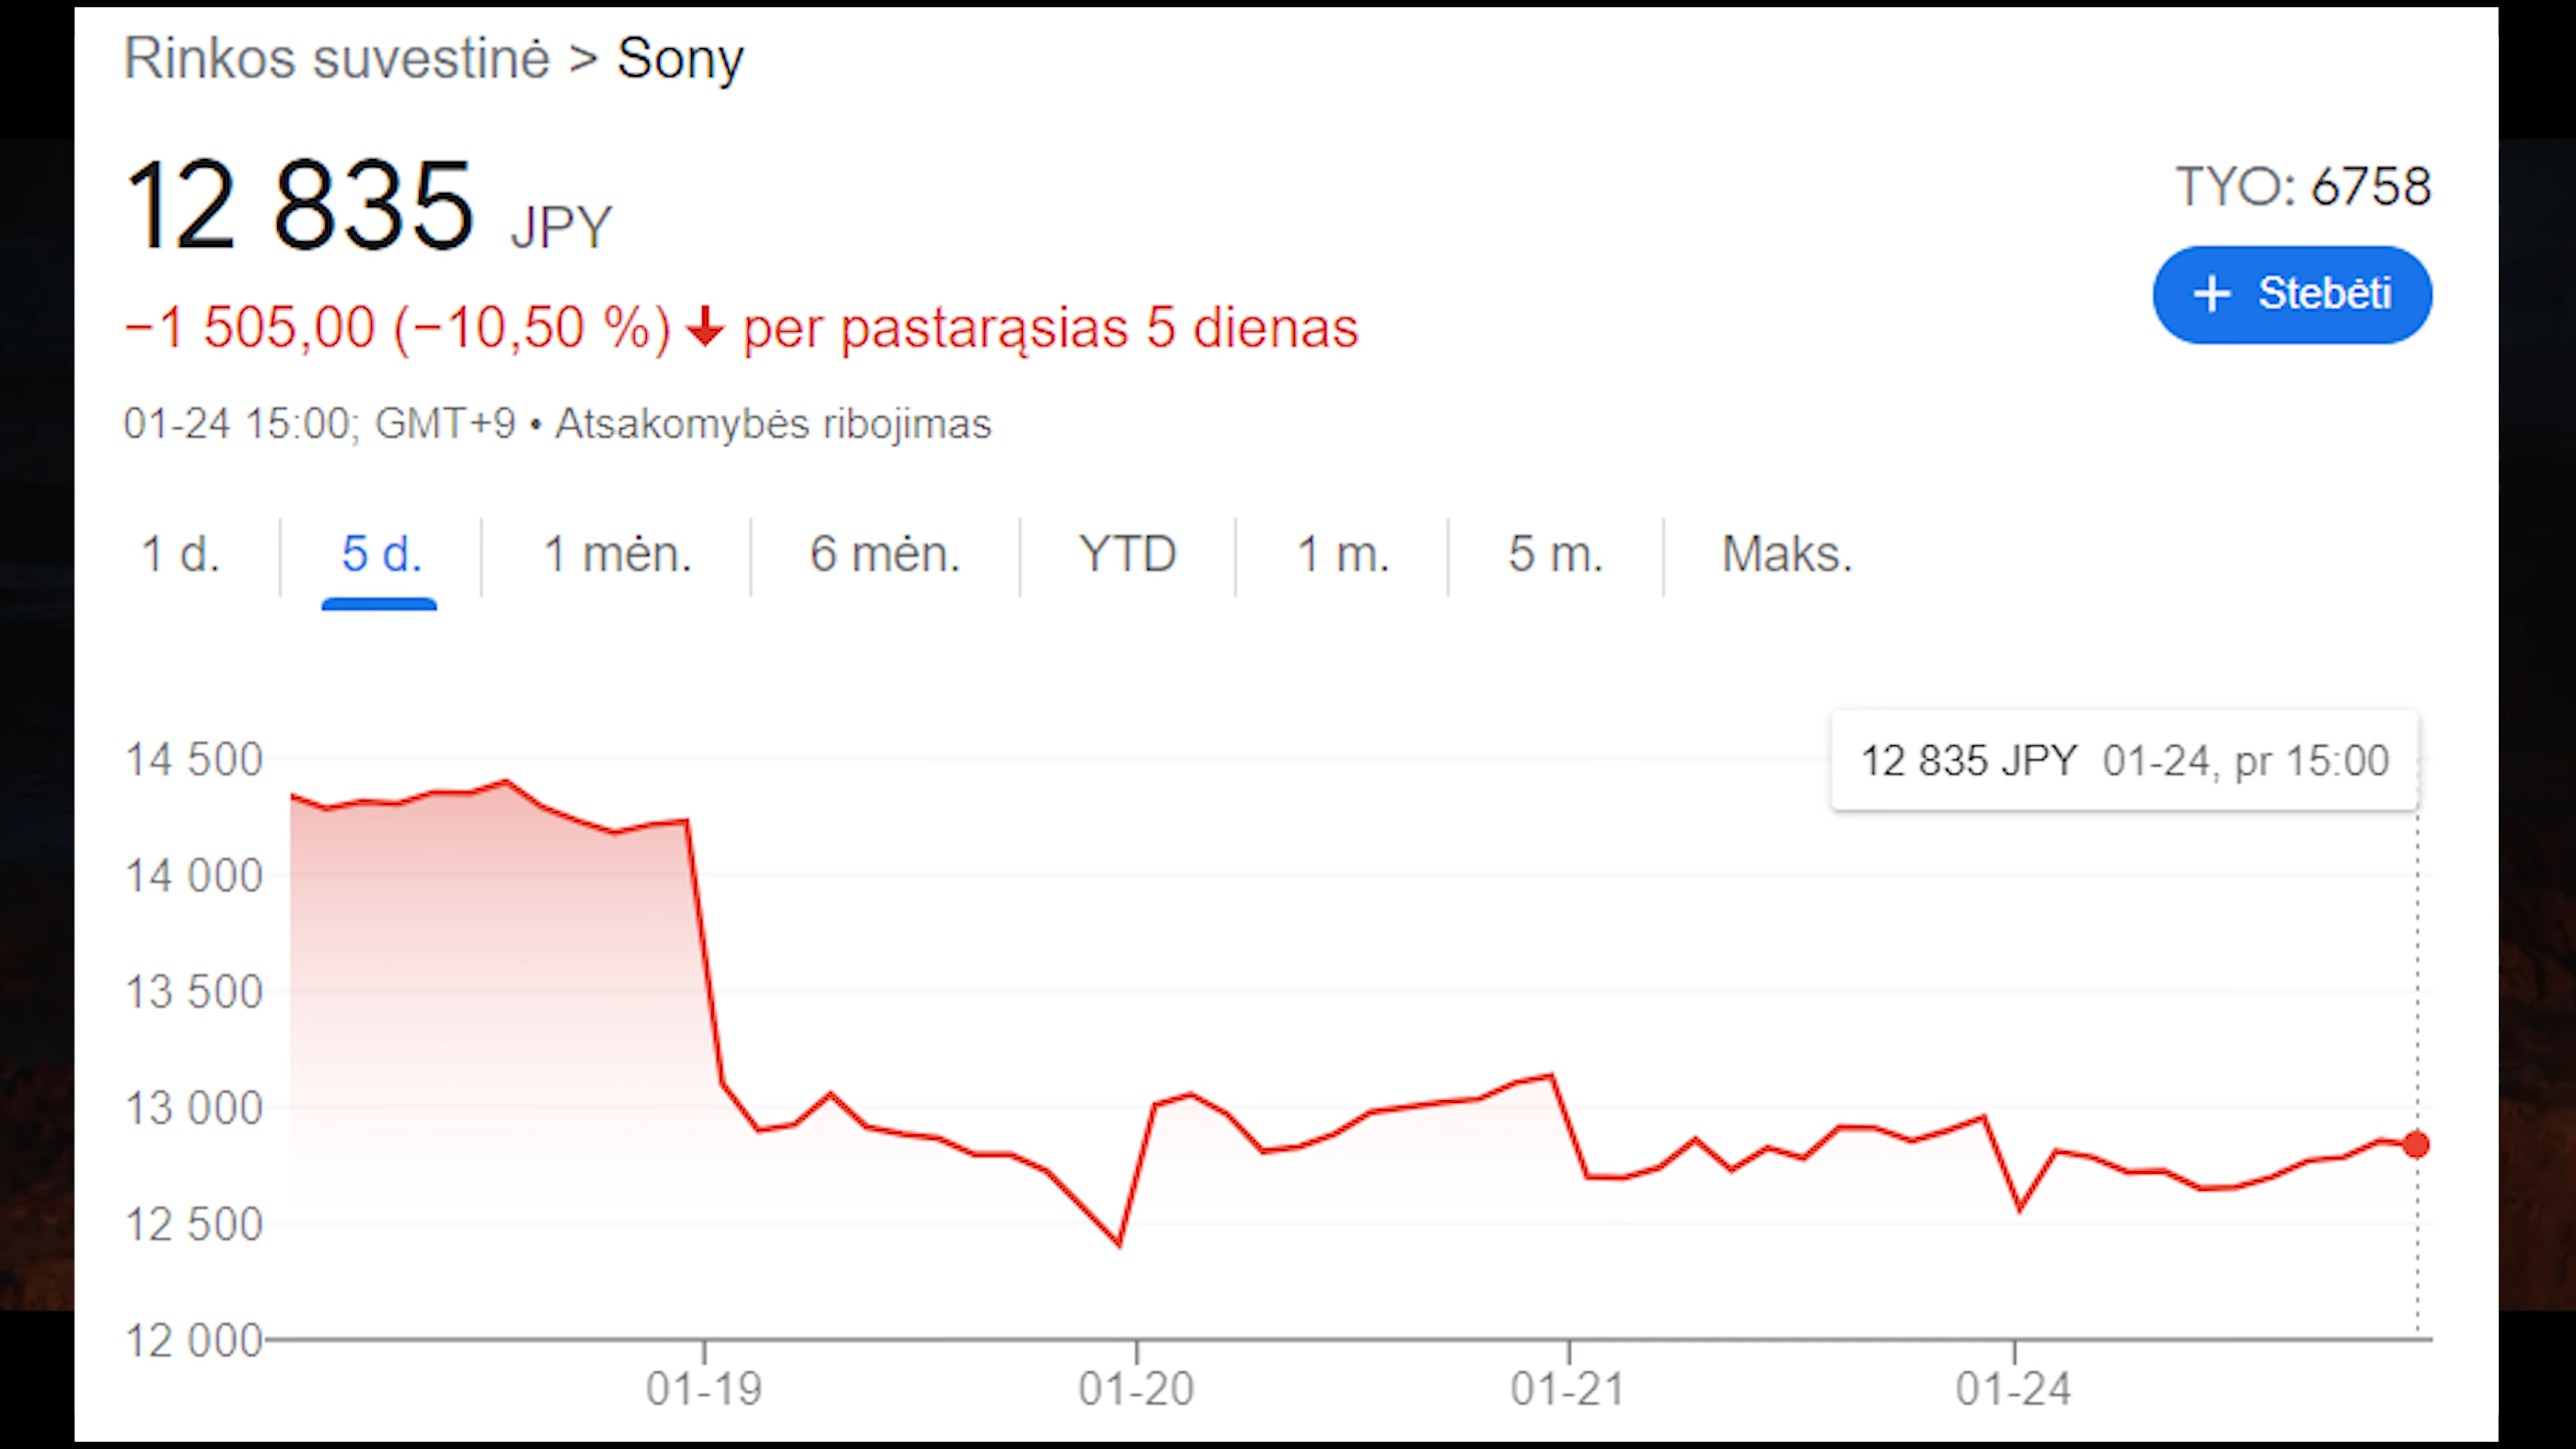 Rinkos suvestinė > Sony
12 835 JPY
TYO: 6758
−1 505,00 (−10,50 %) ↓ per pastarąsias 5 dienas
+ Stebėti
01-24 15:00; GMT+9 • Atsakomybės ribojimas
1 d. 5 d. 1 mėn. 6 mėn. YTD 1 m. 5 m. Maks.
12 835 JPY 01-24, pr 15:00
14 500
14 000
13 500
13 000
12 500
12 000
01-19 01-20 01-21 01-24